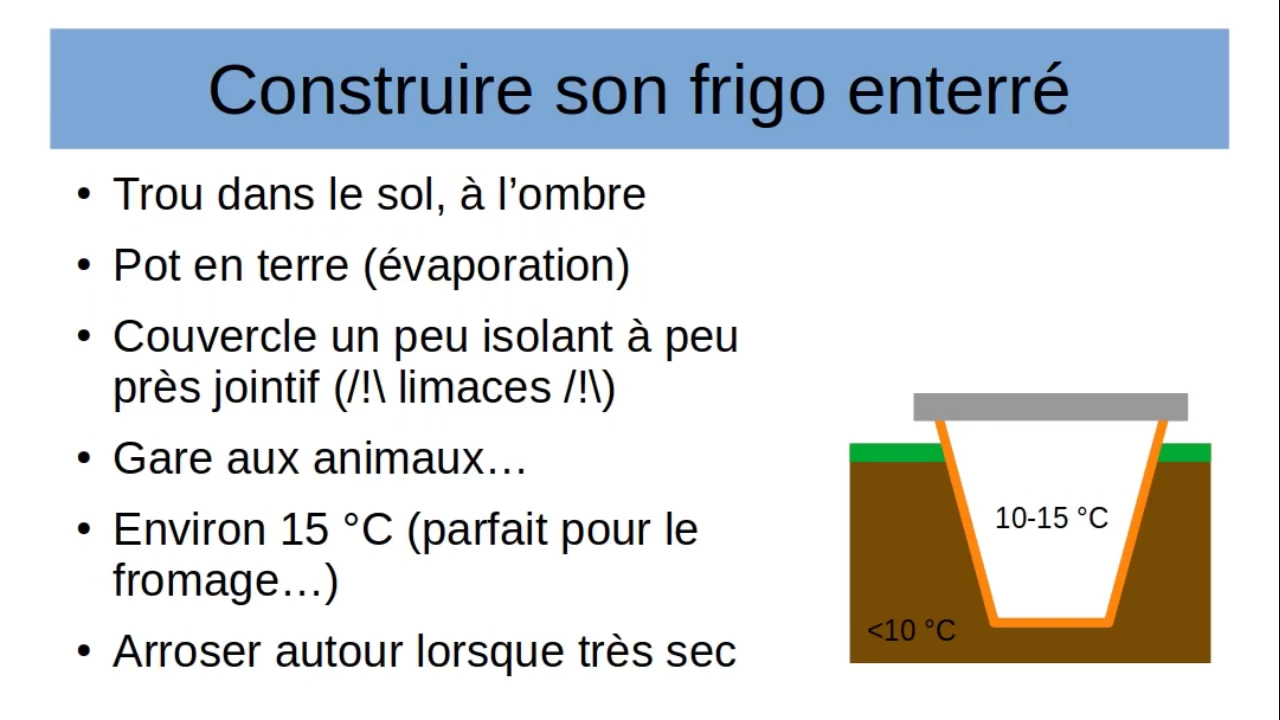 Construire son frigo enterré
• Trou dans le sol, à l’ombre
• Pot en terre (évaporation)
• Couvercle un peu isolant à peu
près jointif (/!\ limaces /!\)
• Gare aux animaux…
• Environ 15 °C (parfait pour le
fromage…)
• Arroser autour lorsque très sec
10-15 °C
<10 °C